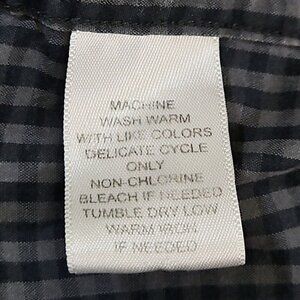 MACHINE
WASH WARM
WITH LIKE COLORS
DELICATE CYCLE
ONLY
NON-CHLORINE
BLEACH IF NEEDED
TUMBLE DRY LOW
WARM IRON
IF NEEDED